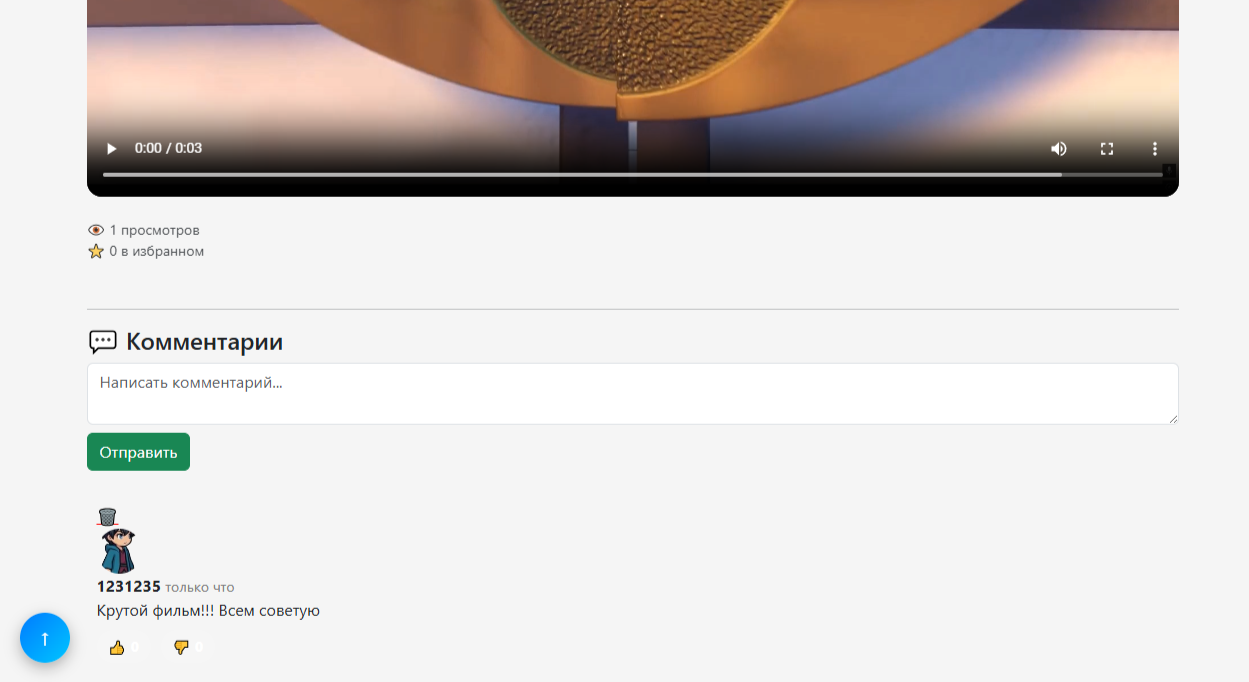 0:00 / 0:03
1 просмотров
0 в избранном
Комментарии
Написать комментарий...
Отправить
1231235 только что
Крутой фильм!!! Всем советую
0 0